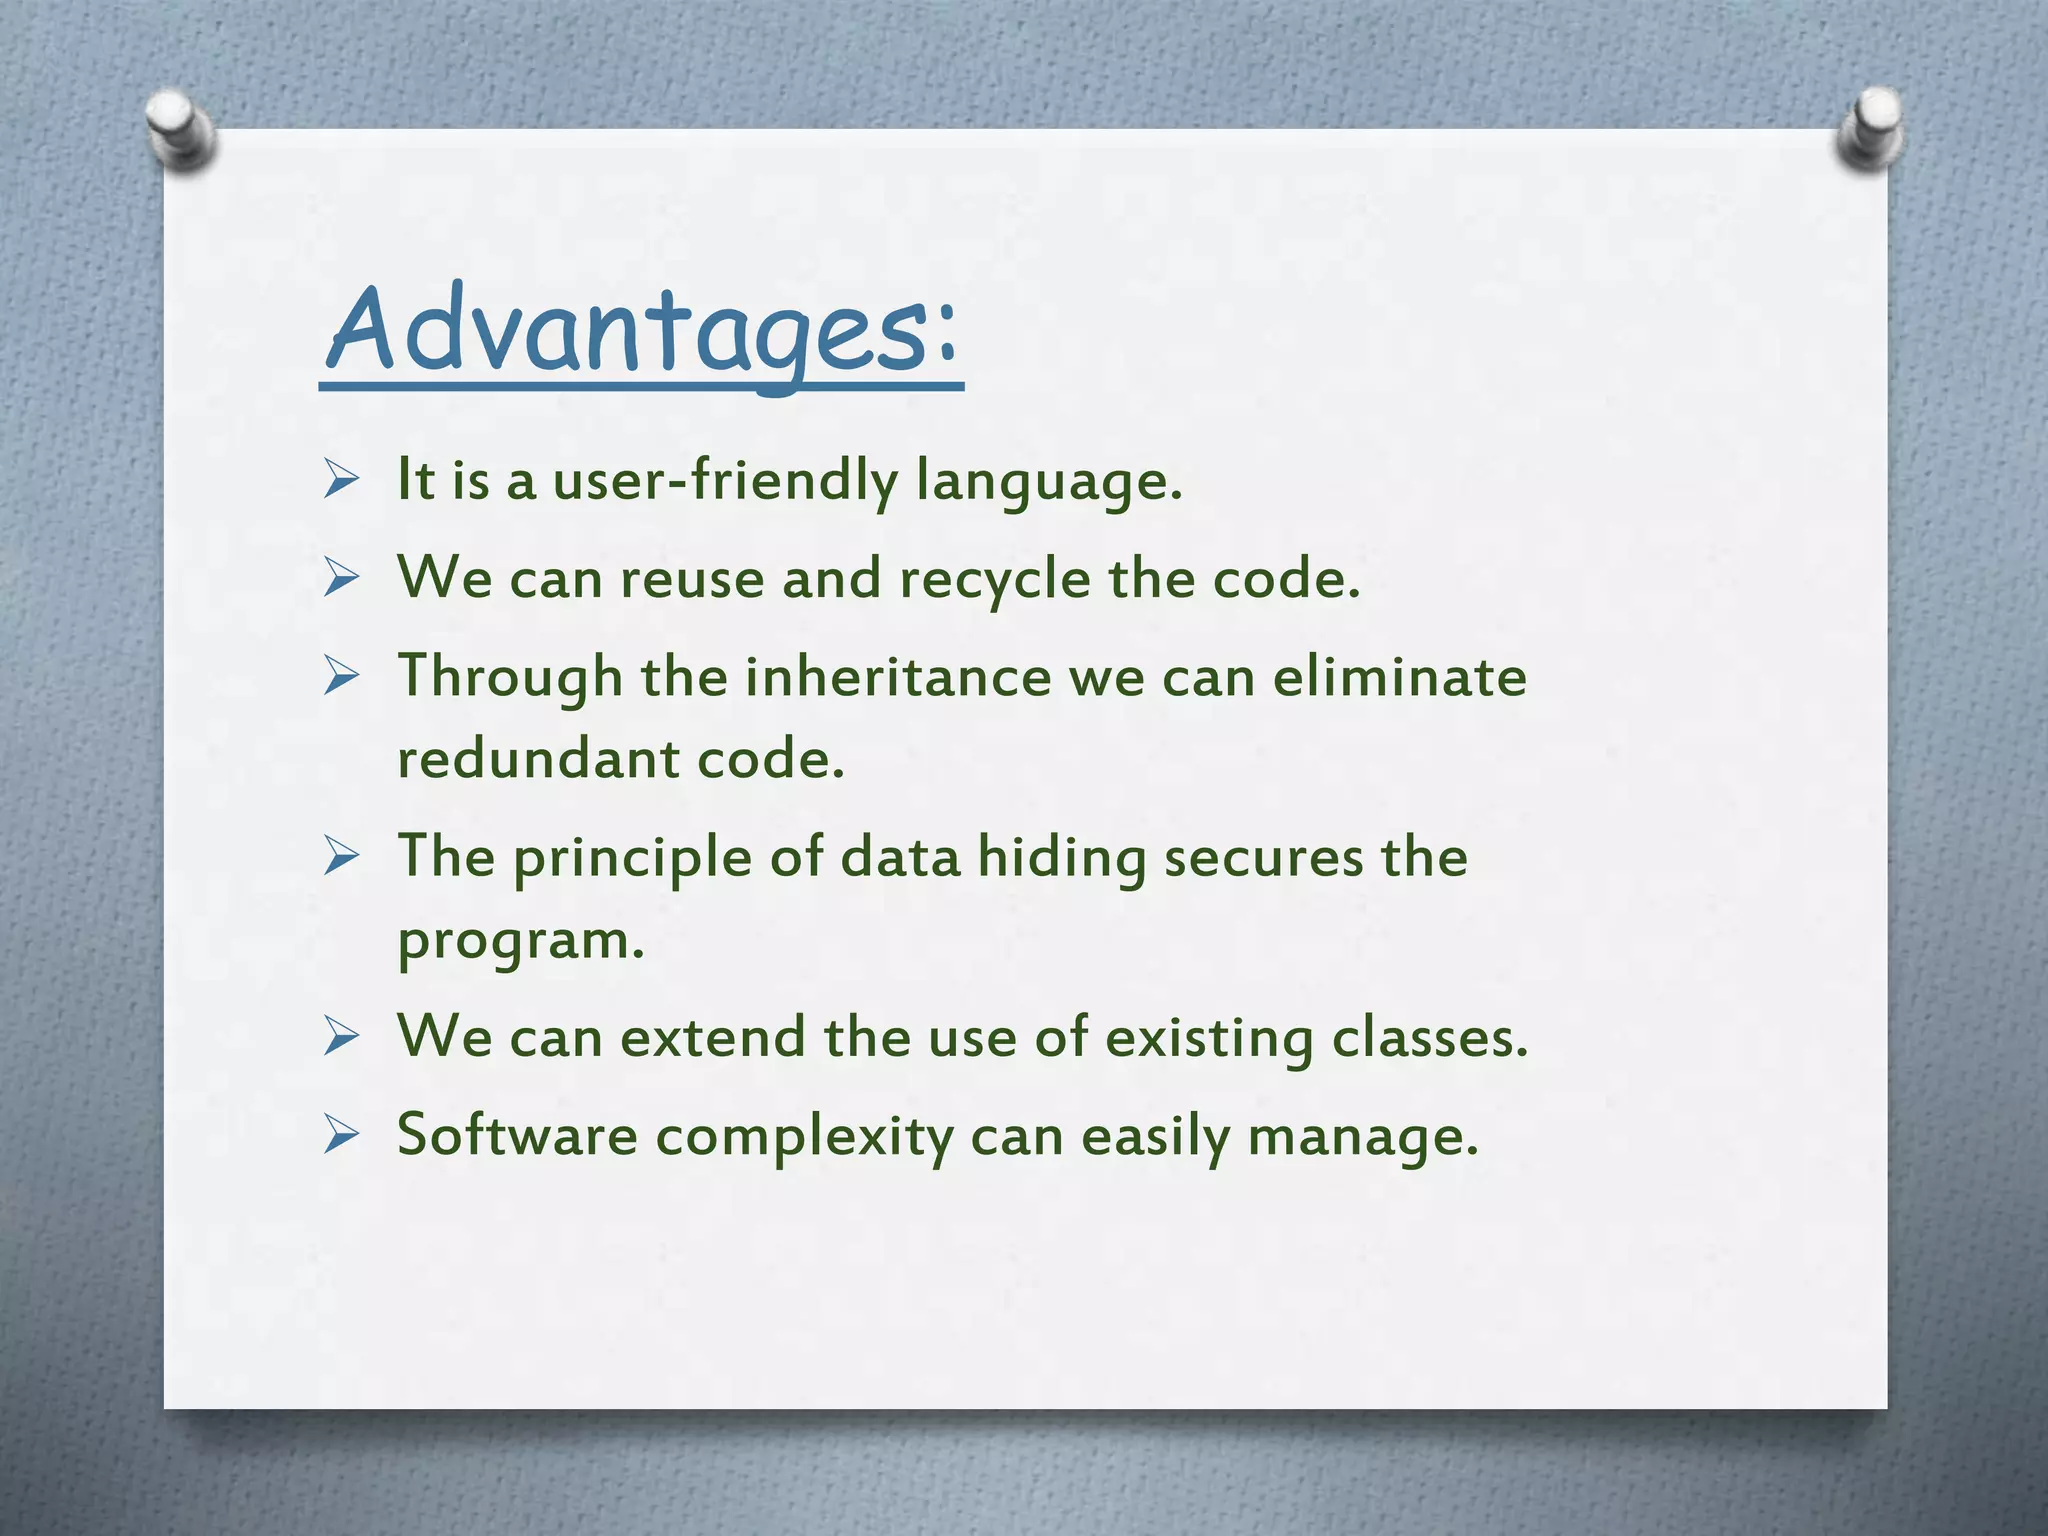 Advantages:
➢ It is a user-friendly language.
➢ We can reuse and recycle the code.
➢ Through the inheritance we can eliminate
redundant code.
➢ The principle of data hiding secures the
program.
➢ We can extend the use of existing classes.
➢ Software complexity can easily manage.